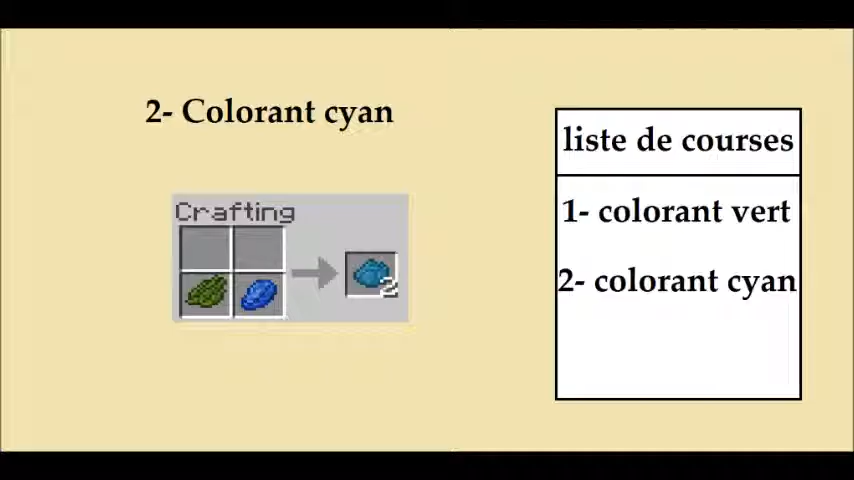 2- Colorant cyan
liste de courses
Crafting
1- colorant vert
2- colorant cyan
2